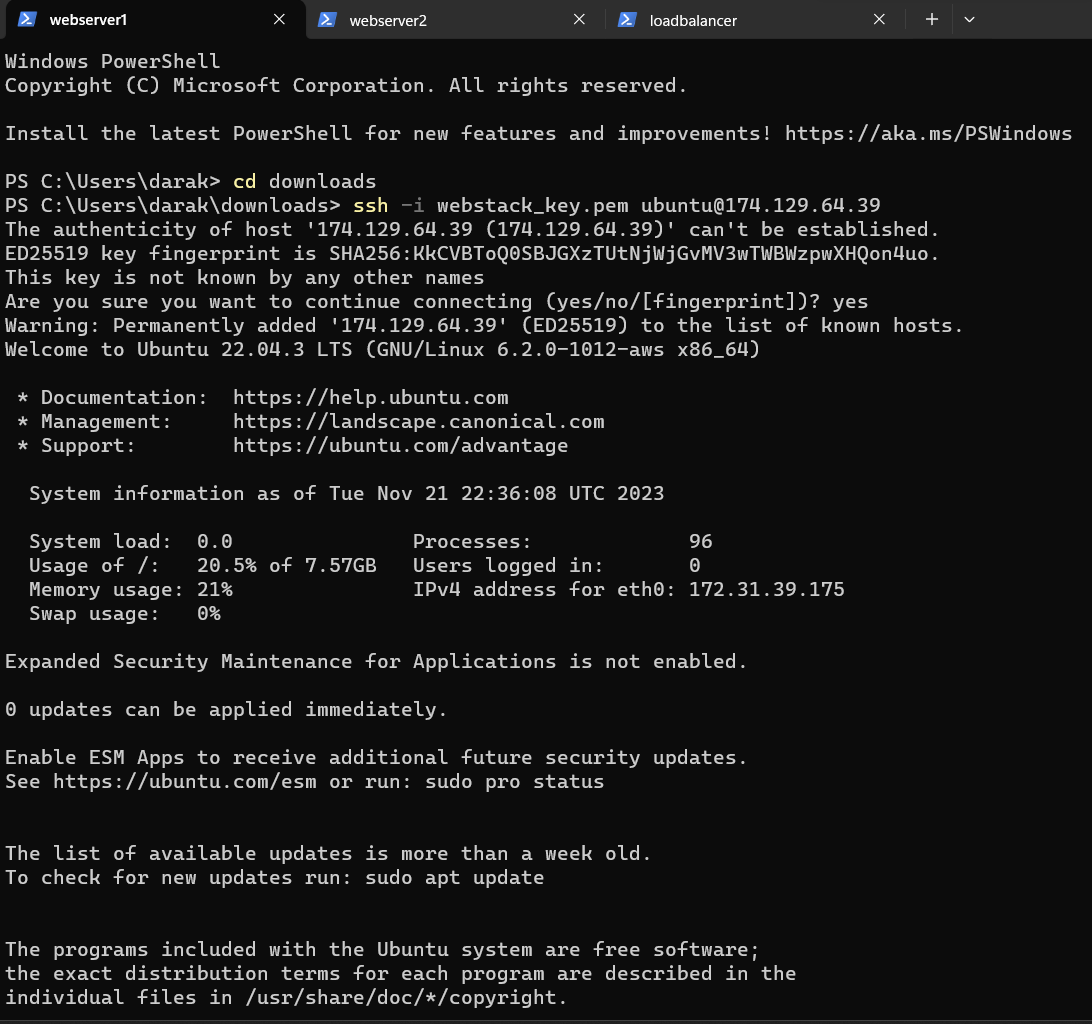 webserver1
webserver2
loadbalancer
Windows PowerShell
Copyright (C) Microsoft Corporation. All rights reserved.
Install the latest PowerShell for new features and improvements! https://aka.ms/PSWindows
PS C:\Users\darak> cd downloads
PS C:\Users\darak\downloads> ssh -i webstack_key.pem ubuntu@174.129.64.39
The authenticity of host '174.129.64.39 (174.129.64.39)' can't be established.
ED25519 key fingerprint is SHA256:KkCVBToQ0SBJGXzTUtNjWjGvMV3wTWBWzpwXHQon4uo.
This key is not known by any other names
Are you sure you want to continue connecting (yes/no/[fingerprint])? yes
Warning: Permanently added '174.129.64.39' (ED25519) to the list of known hosts.
Welcome to Ubuntu 22.04.3 LTS (GNU/Linux 6.2.0-1012-aws x86_64)
* Documentation: https://help.ubuntu.com
* Management: https://landscape.canonical.com
* Support: https://ubuntu.com/advantage
System information as of Tue Nov 21 22:36:08 UTC 2023
System load: 0.0 Processes: 96
Usage of /: 20.5% of 7.57GB Users logged in: 0
Memory usage: 21% IPv4 address for eth0: 172.31.39.175
Swap usage: 0%
Expanded Security Maintenance for Applications is not enabled.
0 updates can be applied immediately.
Enable ESM Apps to receive additional future security updates.
See https://ubuntu.com/esm or run: sudo pro status
The list of available updates is more than a week old.
To check for new updates run: sudo apt update
The programs included with the Ubuntu system are free software;
the exact distribution terms for each program are described in the
individual files in /usr/share/doc/*/copyright.